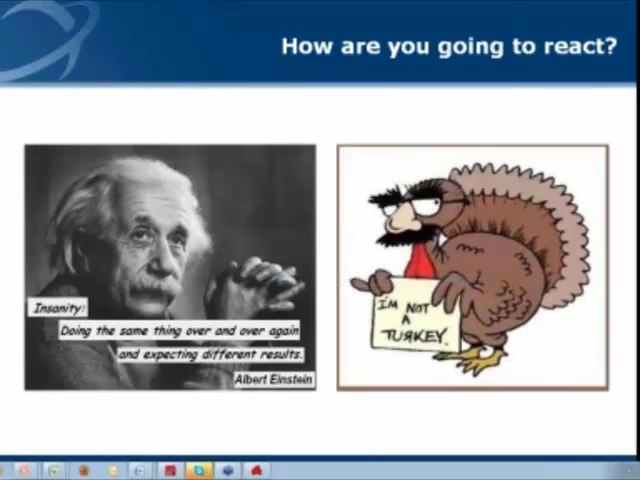 How are you going to react?
Insanity:
Doing the same thing over and over again
and expecting different results.
Albert Einstein
I'M NOT
A
TURKEY.